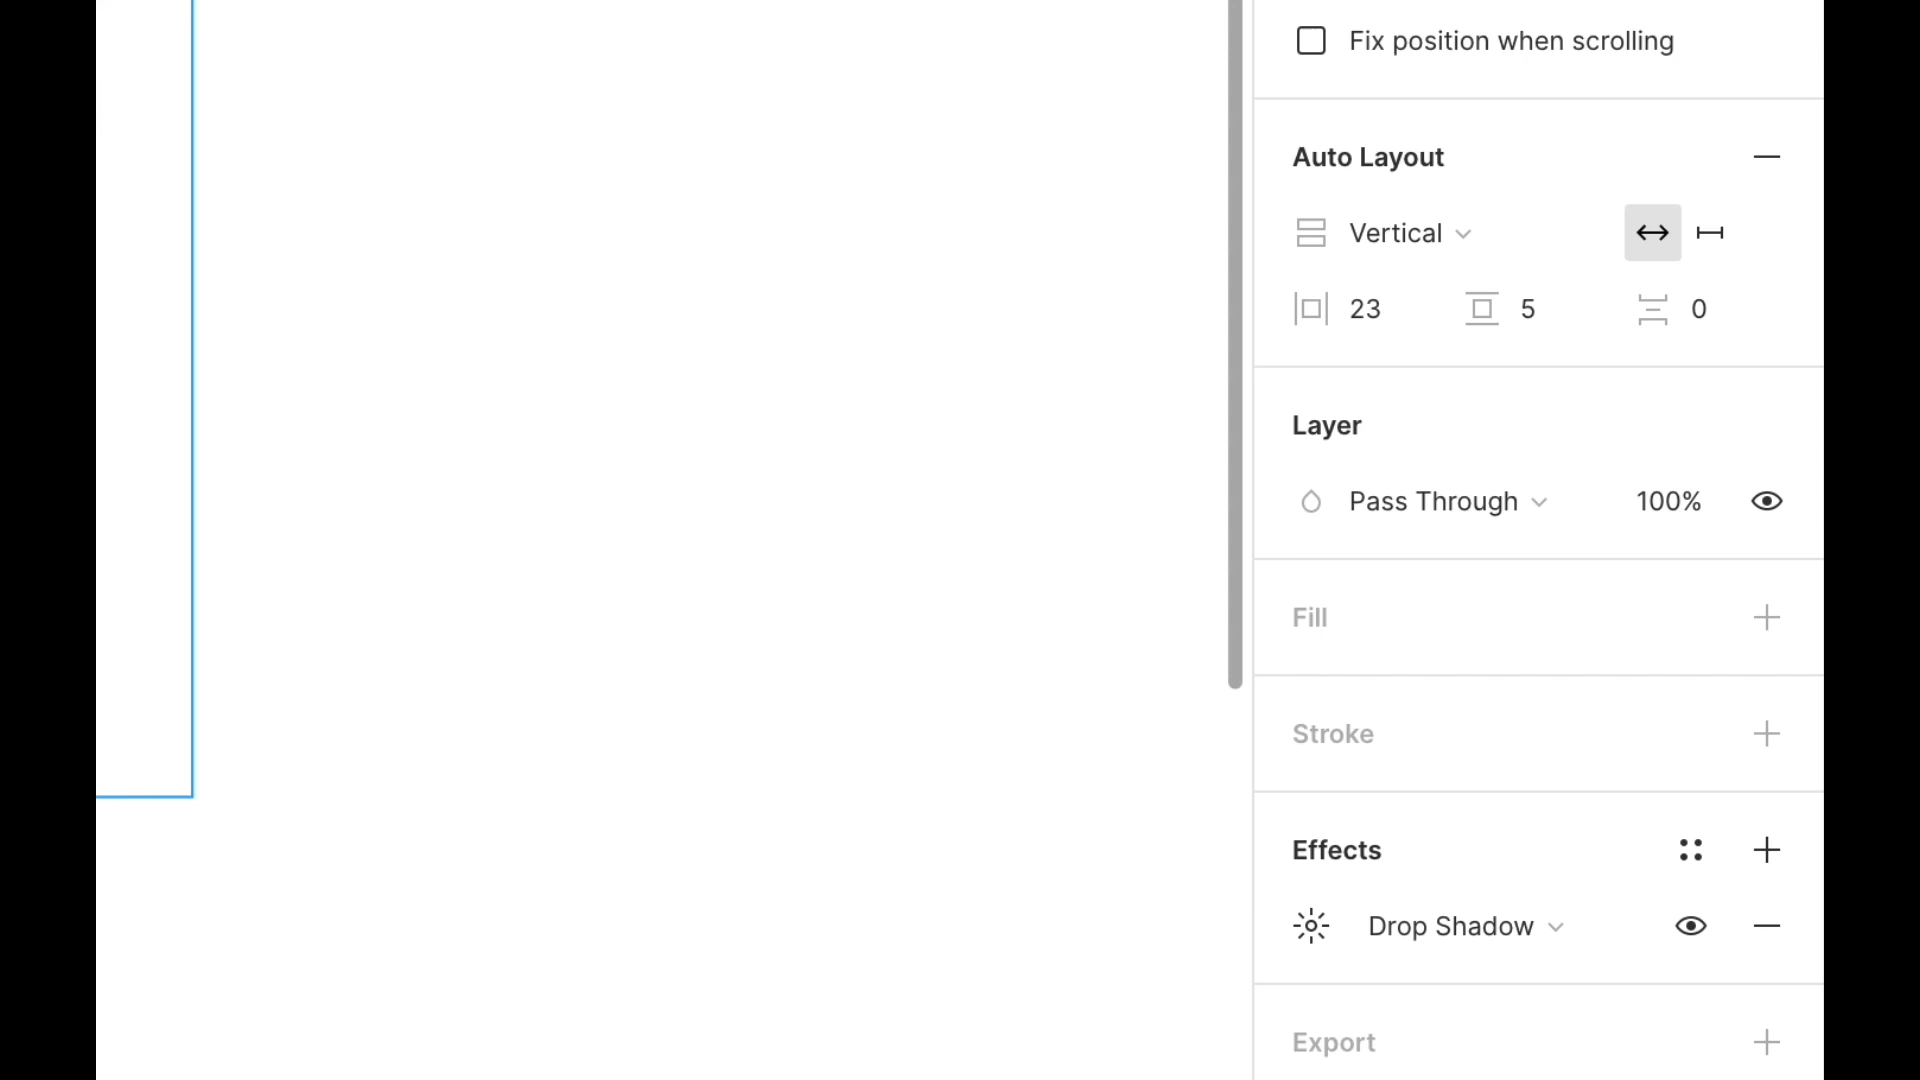 Fix position when scrolling
Auto Layout
Vertical
23 5 0
Layer
Pass Through 100%
Fill
Stroke
Effects
Drop Shadow
Export